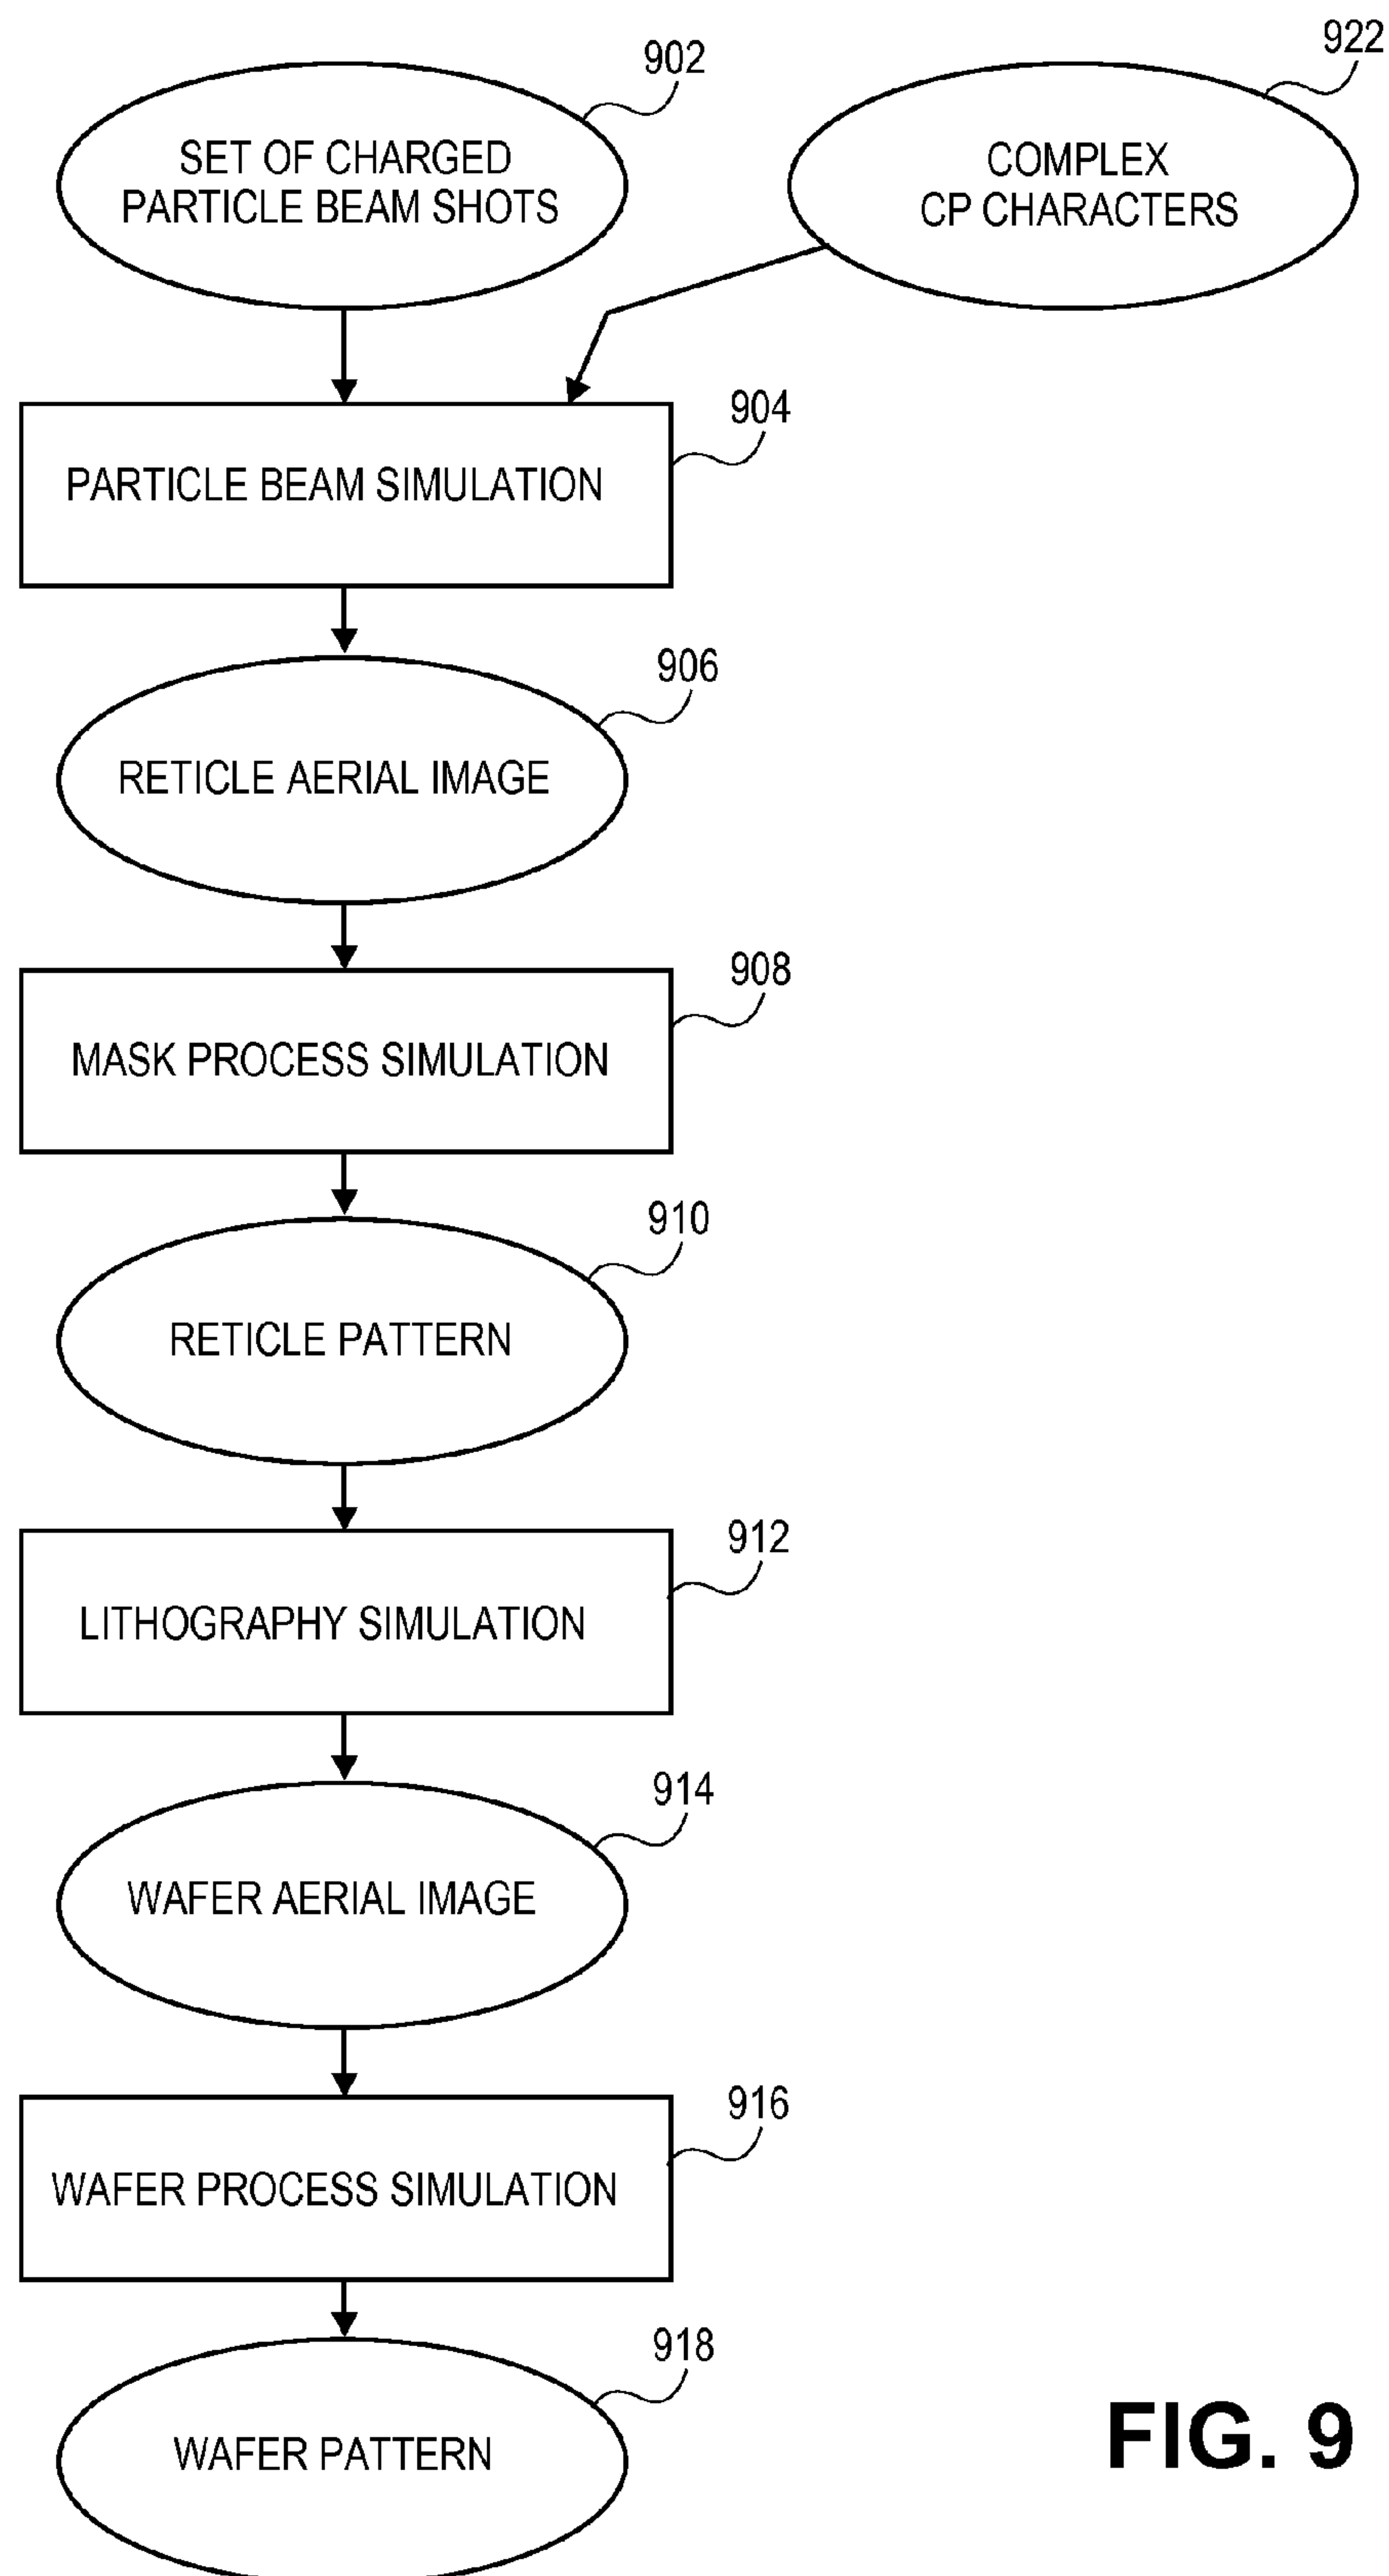 902
922
SET OF CHARGED
PARTICLE BEAM SHOTS
COMPLEX
CP CHARACTERS
904
PARTICLE BEAM SIMULATION
906
RETICLE AERIAL IMAGE
908
MASK PROCESS SIMULATION
910
RETICLE PATTERN
912
LITHOGRAPHY SIMULATION
914
WAFER AERIAL IMAGE
916
WAFER PROCESS SIMULATION
918
WAFER PATTERN
FIG. 9